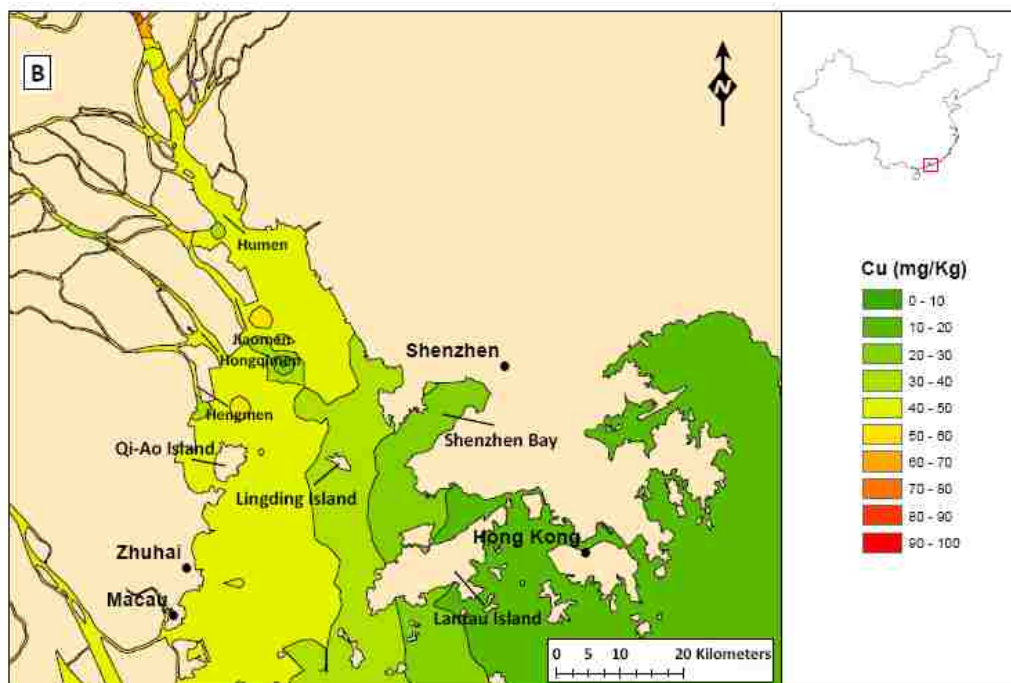 B
N
Humen
Jiaomen
Hongqimen
Hengmen
Qi-Ao Island
Lingding Island
Shenzhen
Shenzhen Bay
Zhuhai
Macau
Hong Kong
Lantau Island
0 5 10 20 Kilometers
Cu (mg/Kg)
0 - 10
10 - 20
20 - 30
30 - 40
40 - 50
50 - 60
60 - 70
70 - 80
80 - 90
90 - 100